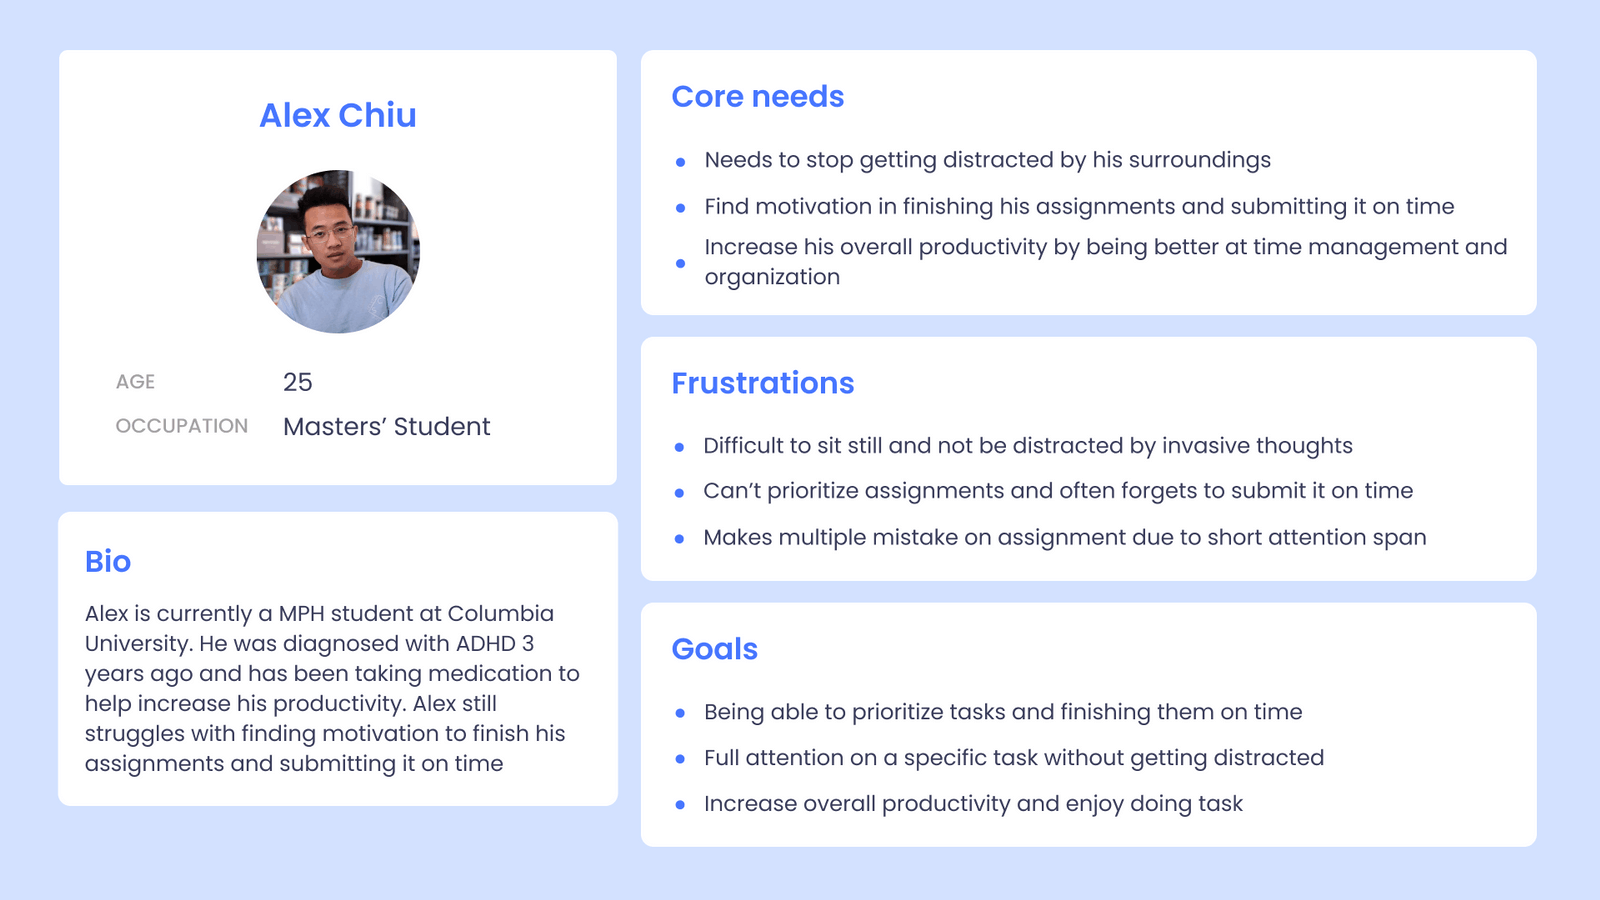 Alex Chiu
AGE 25
OCCUPATION Masters’ Student
Bio
Alex is currently a MPH student at Columbia
University. He was diagnosed with ADHD 3
years ago and has been taking medication to
help increase his productivity. Alex still
struggles with finding motivation to finish his
assignments and submitting it on time
Core needs
Needs to stop getting distracted by his surroundings
Find motivation in finishing his assignments and submitting it on time
Increase his overall productivity by being better at time management and
organization
Frustrations
Difficult to sit still and not be distracted by invasive thoughts
Can’t prioritize assignments and often forgets to submit it on time
Makes multiple mistake on assignment due to short attention span
Goals
Being able to prioritize tasks and finishing them on time
Full attention on a specific task without getting distracted
Increase overall productivity and enjoy doing task